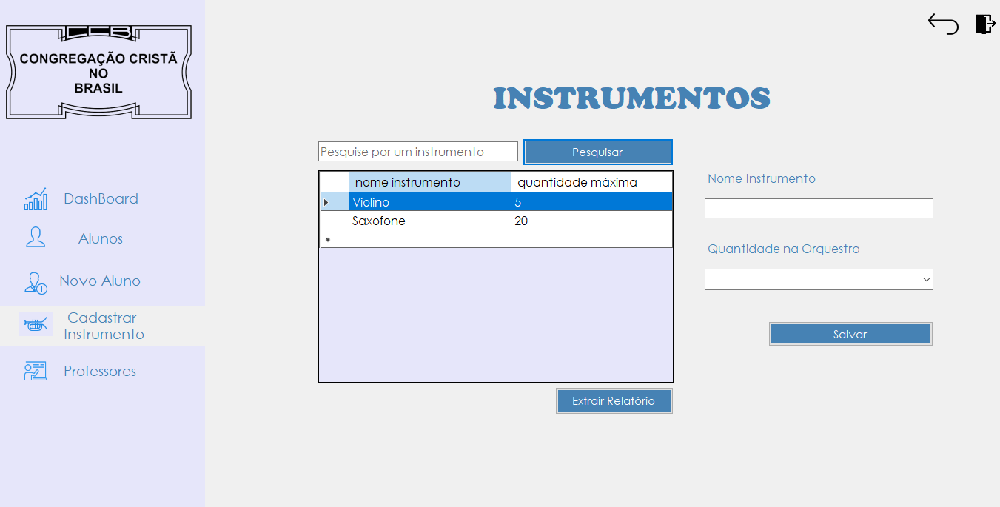 CCB
CONGREGAÇÃO CRISTÃ
NO
BRASIL
DashBoard
Alunos
Novo Aluno
Cadastrar
Instrumento
Professores
INSTRUMENTOS
Pesquise por um instrumento
Pesquisar
nome instrumento quantidade máxima
Violino 5
Saxofone 20
*
Extrair Relatório
Nome Instrumento
Quantidade na Orquestra
Salvar